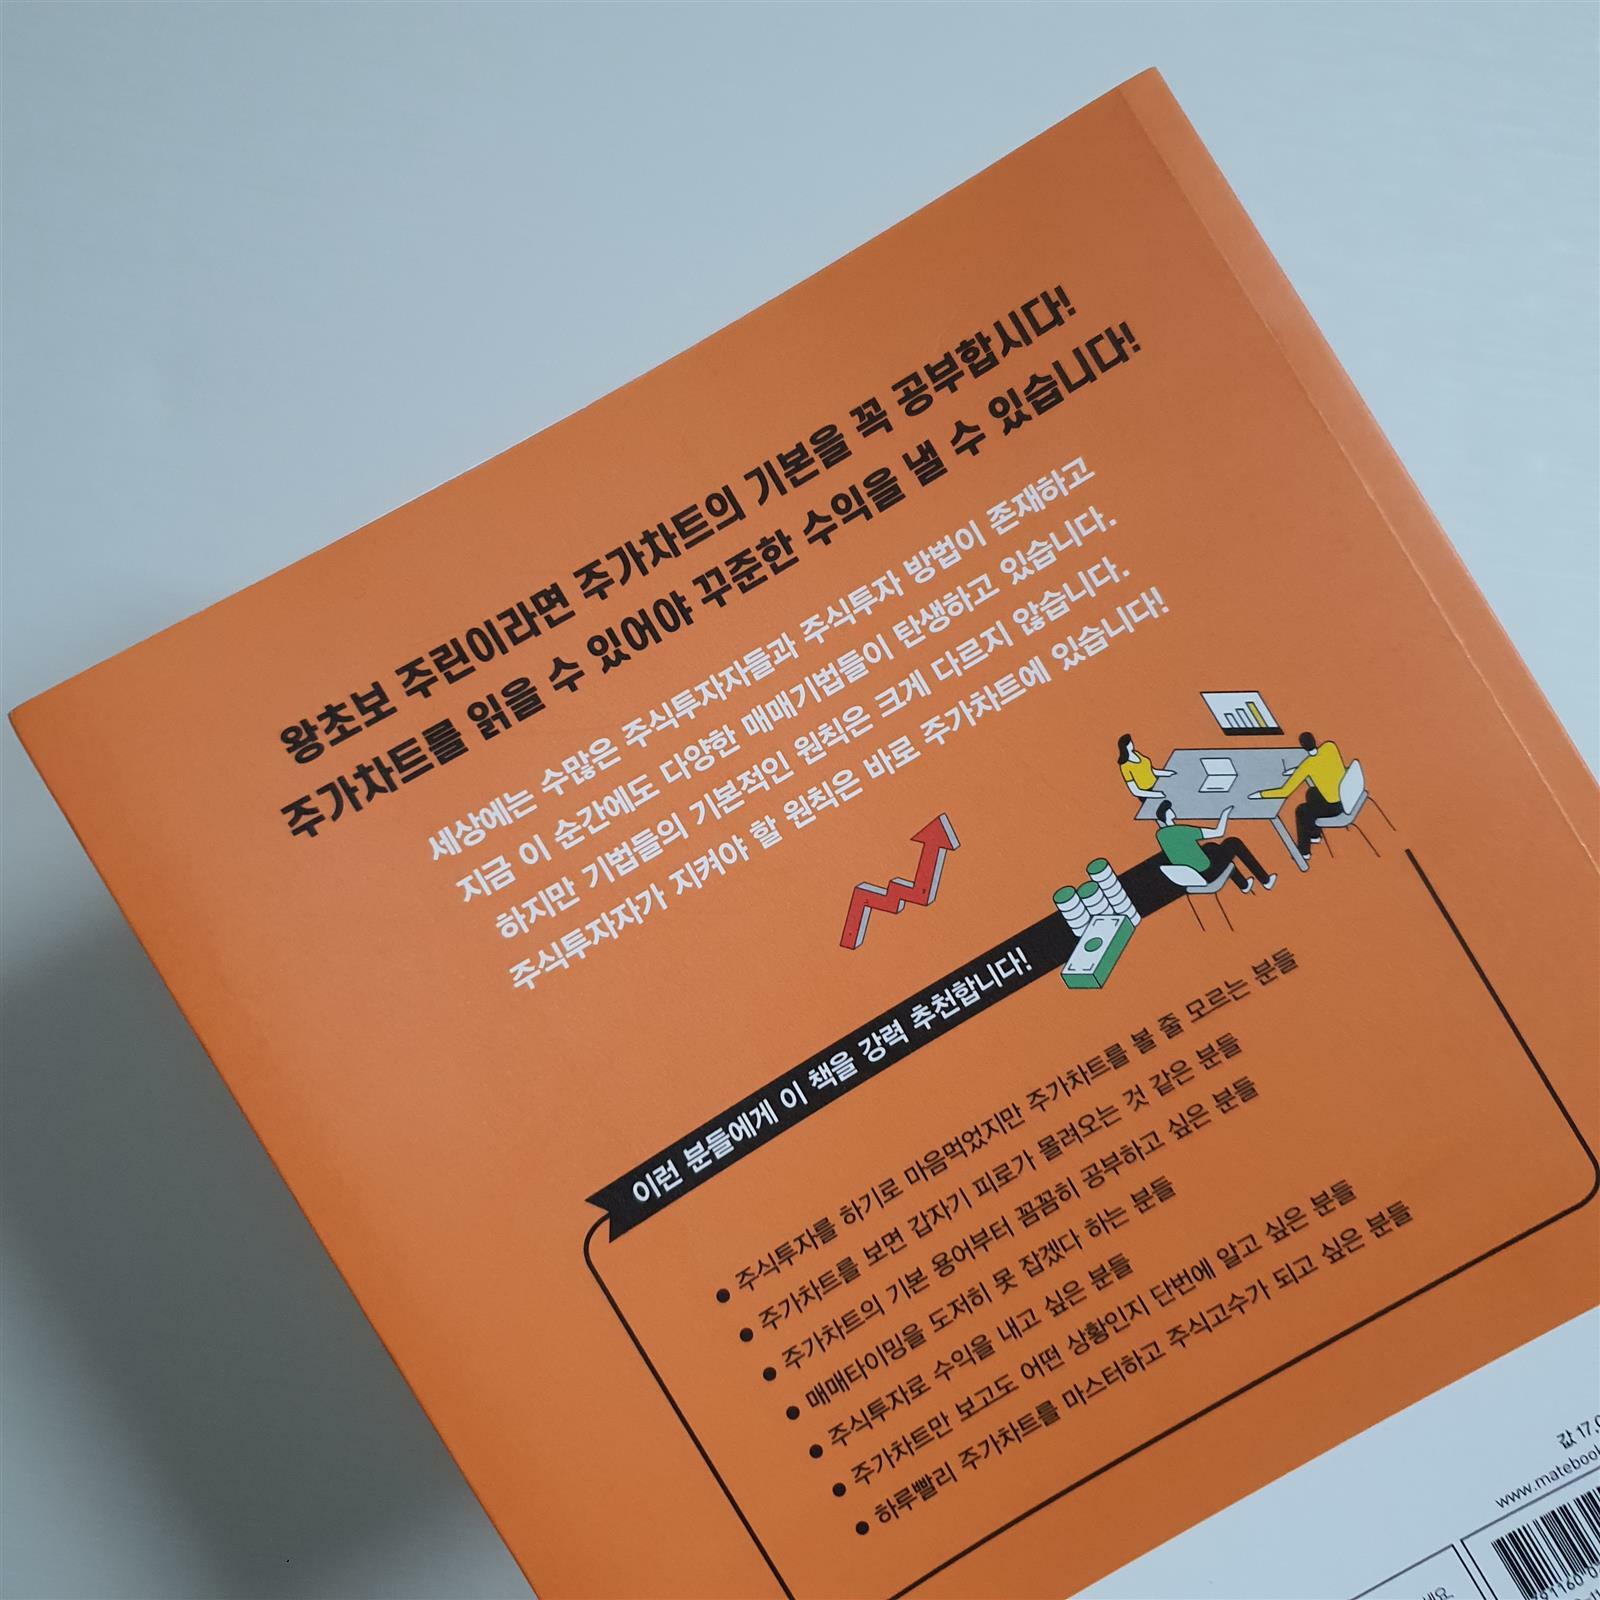 왕초보 주린이라면 주가차트의 기본을 꼭 공부합시다!
주가차트를 읽을 수 있어야 꾸준한 수익을 낼 수 있습니다!
세상에는 수많은 주식투자자들과 주식투자 방법이 존재하고
지금 이 순간에도 다양한 매매기법들이 탄생하고 있습니다.
하지만 기법들의 기본적인 원칙은 크게 다르지 않습니다.
주식투자자가 지켜야 할 원칙은 바로 주가차트에 있습니다!
이런 분들에게 이 책을 강력 추천합니다!
● 주식투자를 하기로 마음먹었지만 주가차트를 볼 줄 모르는 분들
● 주가차트를 보면 갑자기 피로가 몰려오는 것 같은 분들
● 주가차트의 기본 용어부터 꼼꼼히 공부하고 싶은 분들
● 매매타이밍을 도저히 못 잡겠다 하는 분들
● 주식투자로 수익을 내고 싶은 분들
● 주가차트만 보고도 어떤 상황인지 단번에 알고 싶은 분들
● 하루빨리 주가차트를 마스터하고 주식고수가 되고 싶은 분들
값 17,0
www.matebook